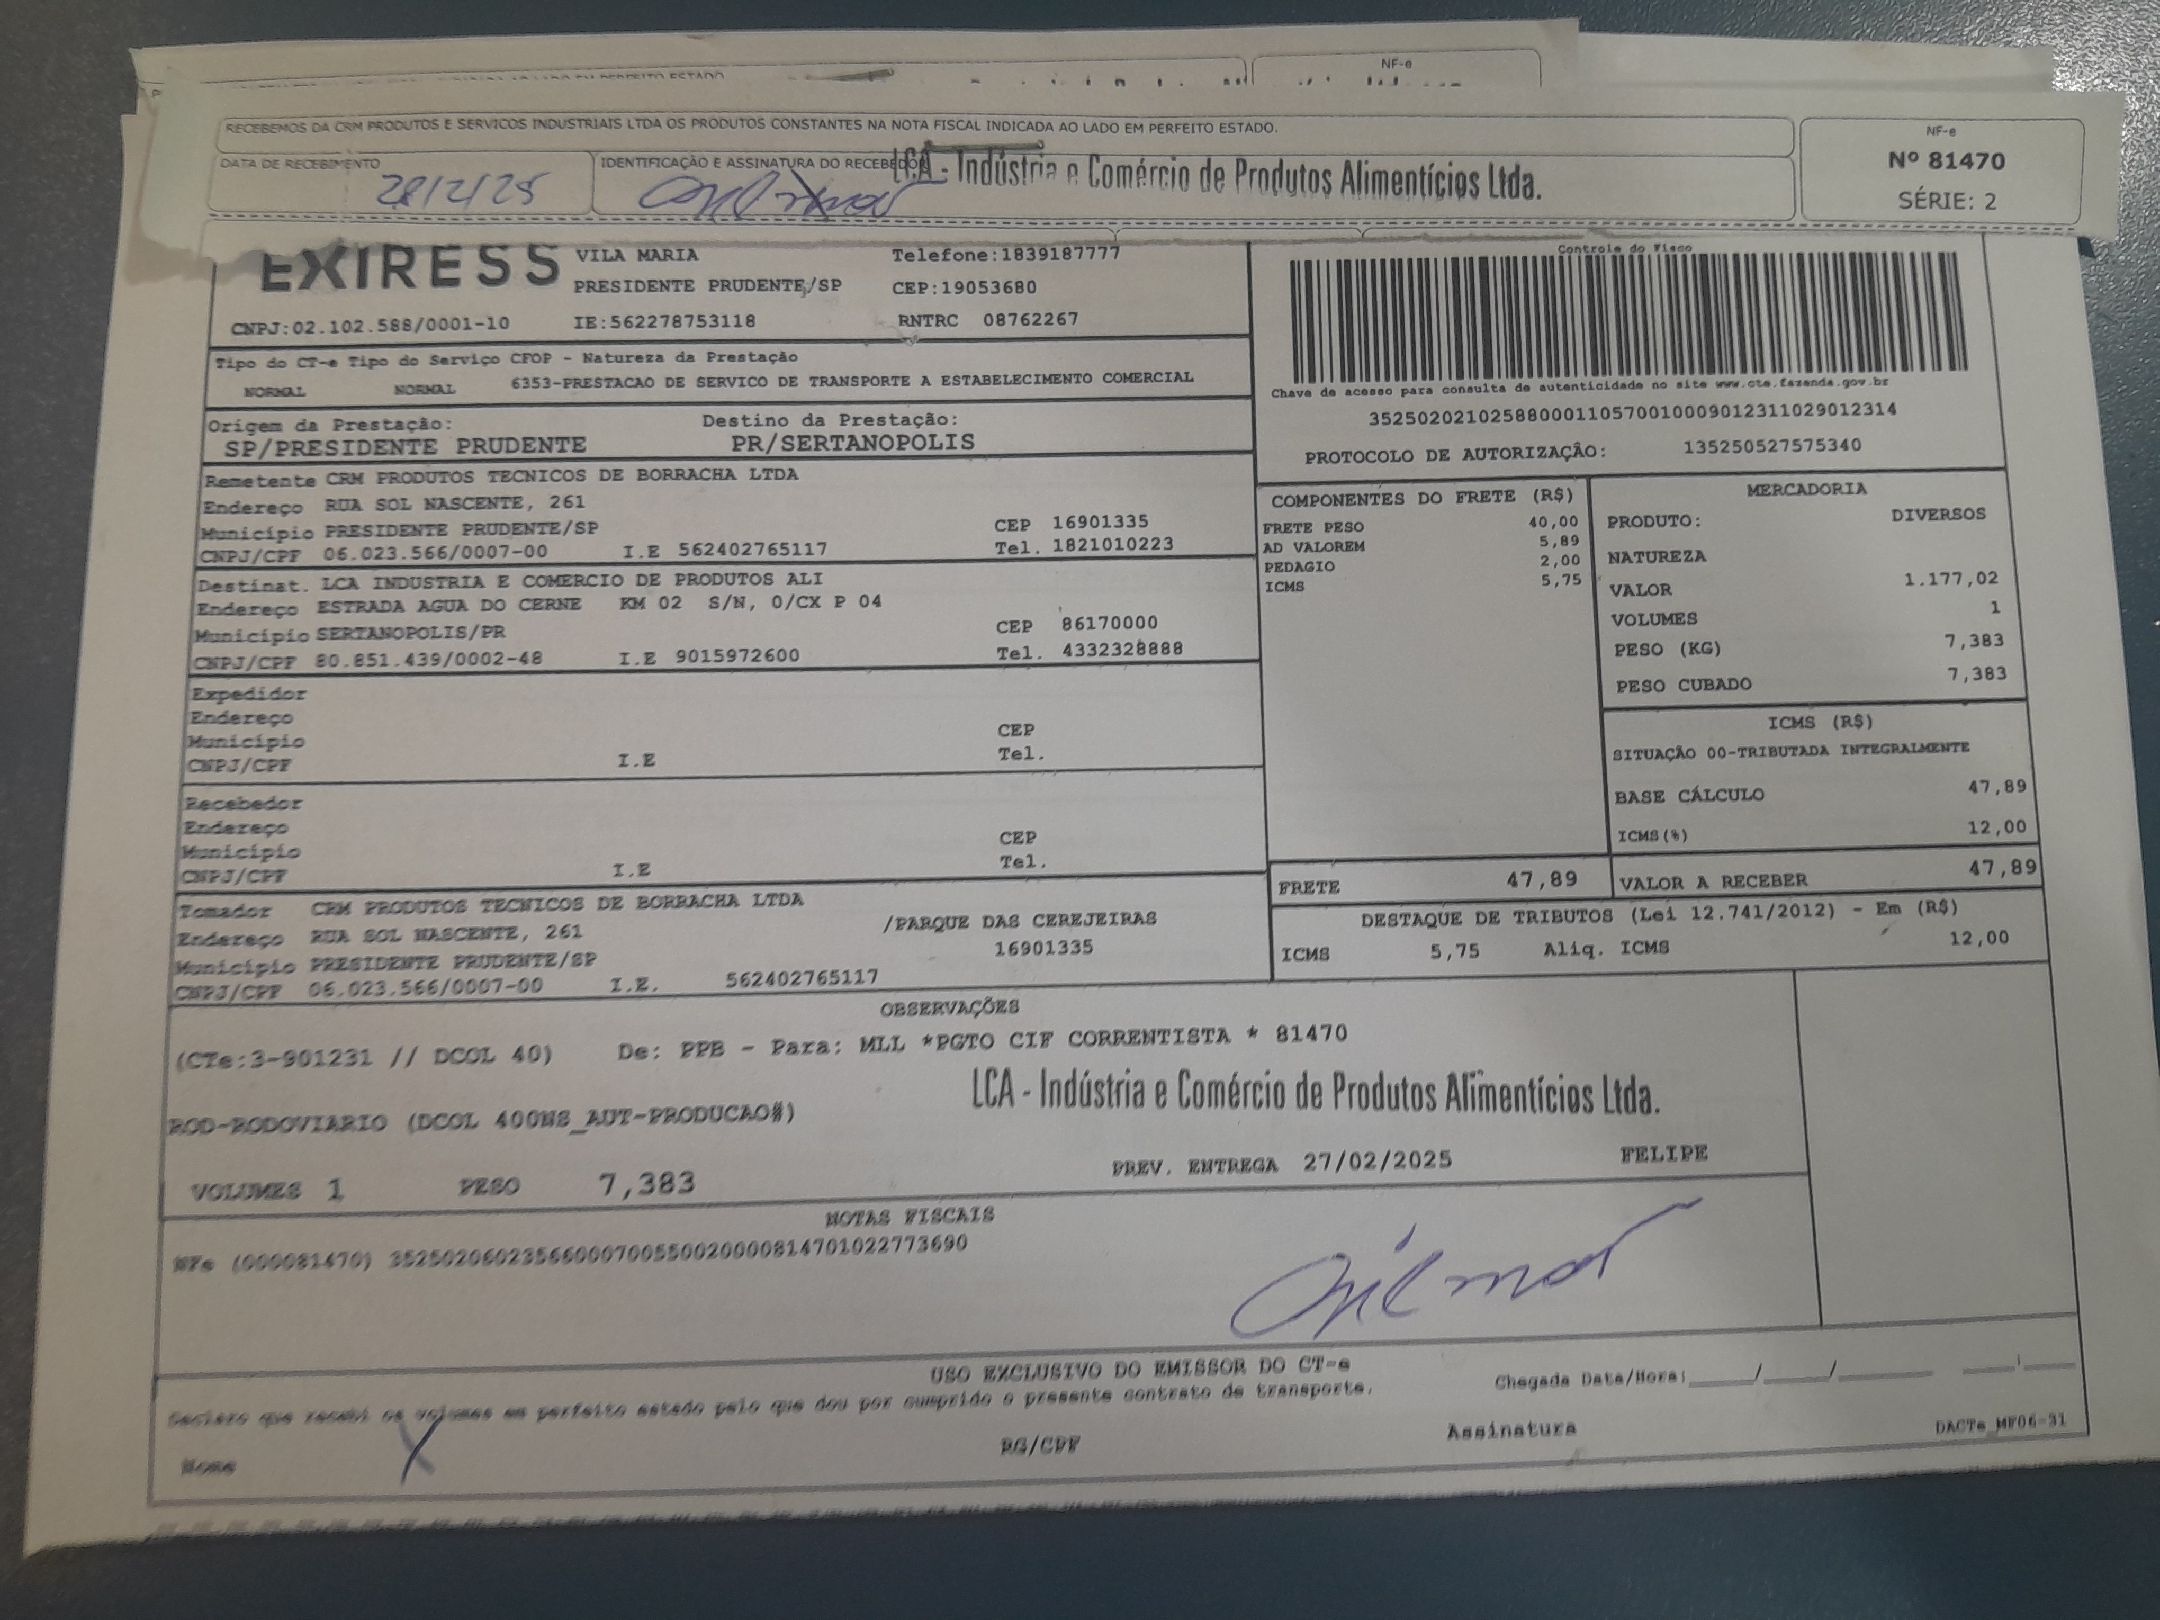 NF-e
RECEBEMOS DA CRM PRODUTOS E SERVICOS INDUSTRIAIS LTDA OS PRODUTOS CONSTANTES NA NOTA FISCAL INDICADA AO LADO EM PERFEITO ESTADO.
NF-e
Nº 81470
SÉRIE: 2
DATA DE RECEBIMENTO
28/2/25
IDENTIFICAÇÃO E ASSINATURA DO RECEBEDOR
LCA - Indústria e Comércio de Produtos Alimentícios Ltda.
VILA MARIA Telefone:1839187777
PRESIDENTE PRUDENTE/SP CEP:19053680
CNPJ:02.102.588/0001-10 IE:562278753118 RNTRC 08762267
Controle do Fisco
Chave de acesso para consulta de autenticidade no site www.cte.fazenda.gov.br
35250202102588000110570010009012311029012314
PROTOCOLO DE AUTORIZAÇÃO: 135250527575340
Tipo do CT-e Tipo do Serviço CFOP - Natureza da Prestação
NORMAL NORMAL 6353-PRESTACAO DE SERVICO DE TRANSPORTE A ESTABELECIMENTO COMERCIAL
Origem da Prestação: Destino da Prestação:
SP/PRESIDENTE PRUDENTE PR/SERTANOPOLIS
Remetente CRM PRODUTOS TECNICOS DE BORRACHA LTDA
Endereço RUA SOL NASCENTE, 261
Município PRESIDENTE PRUDENTE/SP CEP 16901335
CNPJ/CPF 06.023.566/0007-00 I.E 562402765117 Tel. 1821010223
Destinat. LCA INDUSTRIA E COMERCIO DE PRODUTOS ALI
Endereço ESTRADA AGUA DO CERNE KM 02 S/N, 0/CX P 04
Município SERTANOPOLIS/PR CEP 86170000
CNPJ/CPF 80.851.439/0002-48 I.E 9015972600 Tel. 4332328888
Expedidor
Endereço
Município CEP
CNPJ/CPF I.E Tel.
Recebedor
Endereço
Município CEP
CNPJ/CPF I.E Tel.
Tomador CRM PRODUTOS TECNICOS DE BORRACHA LTDA
Endereço RUA SOL NASCENTE, 261 /PARQUE DAS CEREJEIRAS
Município PRESIDENTE PRUDENTE/SP 16901335
CNPJ/CPF 06.023.566/0007-00 I.E. 562402765117
COMPONENTES DO FRETE (R$)
FRETE PESO 40,00
AD VALOREM 5,89
PEDAGIO 2,00
ICMS 5,75
MERCADORIA
PRODUTO: DIVERSOS
NATUREZA
VALOR 1.177,02
VOLUMES 1
PESO (KG) 7,383
PESO CUBADO 7,383
ICMS (R$)
SITUAÇÃO 00-TRIBUTADA INTEGRALMENTE
BASE CÁLCULO 47,89
ICMS(%) 12,00
FRETE 47,89 VALOR A RECEBER 47,89
DESTAQUE DE TRIBUTOS (Lei 12.741/2012) - Em (R$)
ICMS 5,75 Aliq. ICMS 12,00
OBSERVAÇÕES
(CTe:3-901231 // DCOL 40) De: PPB - Para: MLL *PGTO CIF CORRENTISTA * 81470
LCA - Indústria e Comércio de Produtos Alimentícios Ltda.
ROD-RODOVIARIO (DCOL 400NS_AUT-PRODUCAO#)
VOLUMES 1 PESO 7,383 PREV. ENTREGA 27/02/2025 FELIPE
NOTAS FISCAIS
NFe (000081470) 35250206023566000700550020000814701022773690
Gilmar
USO EXCLUSIVO DO EMISSOR DO CT-e
Declaro que recebi os volumes em perfeito estado pelo que dou por cumprido o presente contrato de transporte.
Chegada Data/Hora: ____/____/____
Nome X RG/CPF Assinatura
DACTe MF06-31